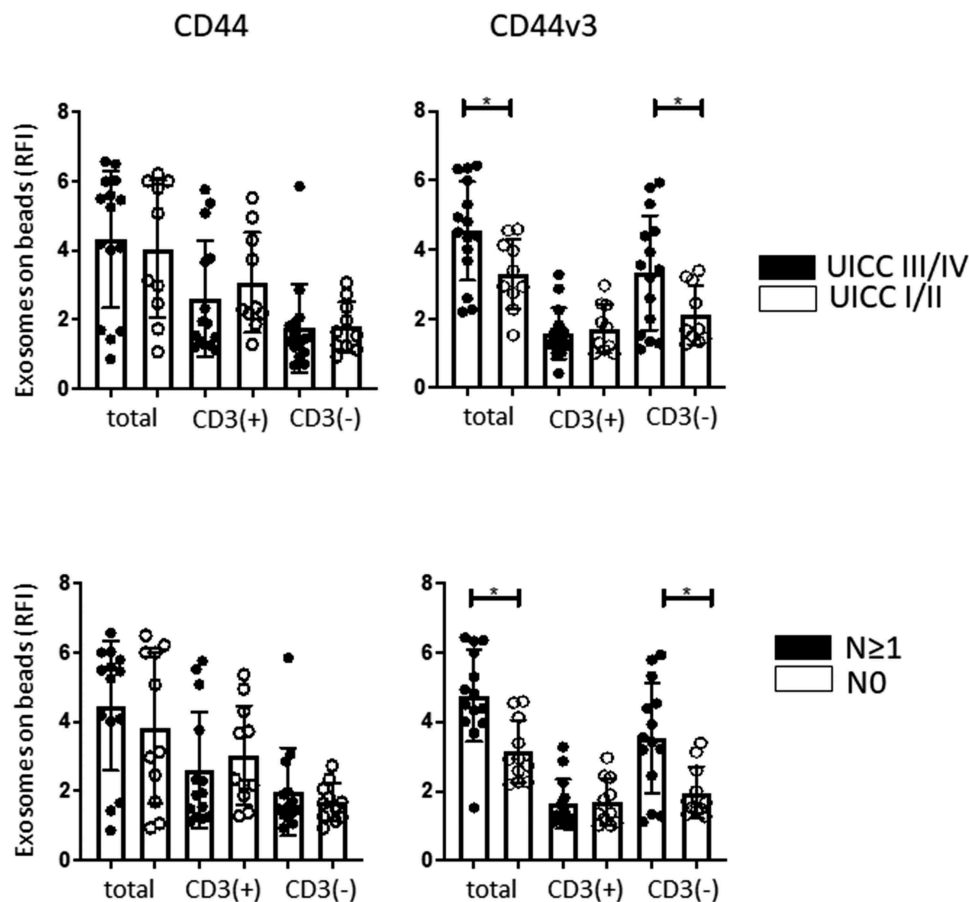 CD44 CD44v3
Exosomes on beads (RFI)
8 8
6 6
4 4
2 2
0 0
* *
total CD3(+) CD3(-) total CD3(+) CD3(-)
UICC III/IV
UICC I/II
Exosomes on beads (RFI)
8 8
6 6
4 4
2 2
0 0
* *
total CD3(+) CD3(-) total CD3(+) CD3(-)
N≥1
N0